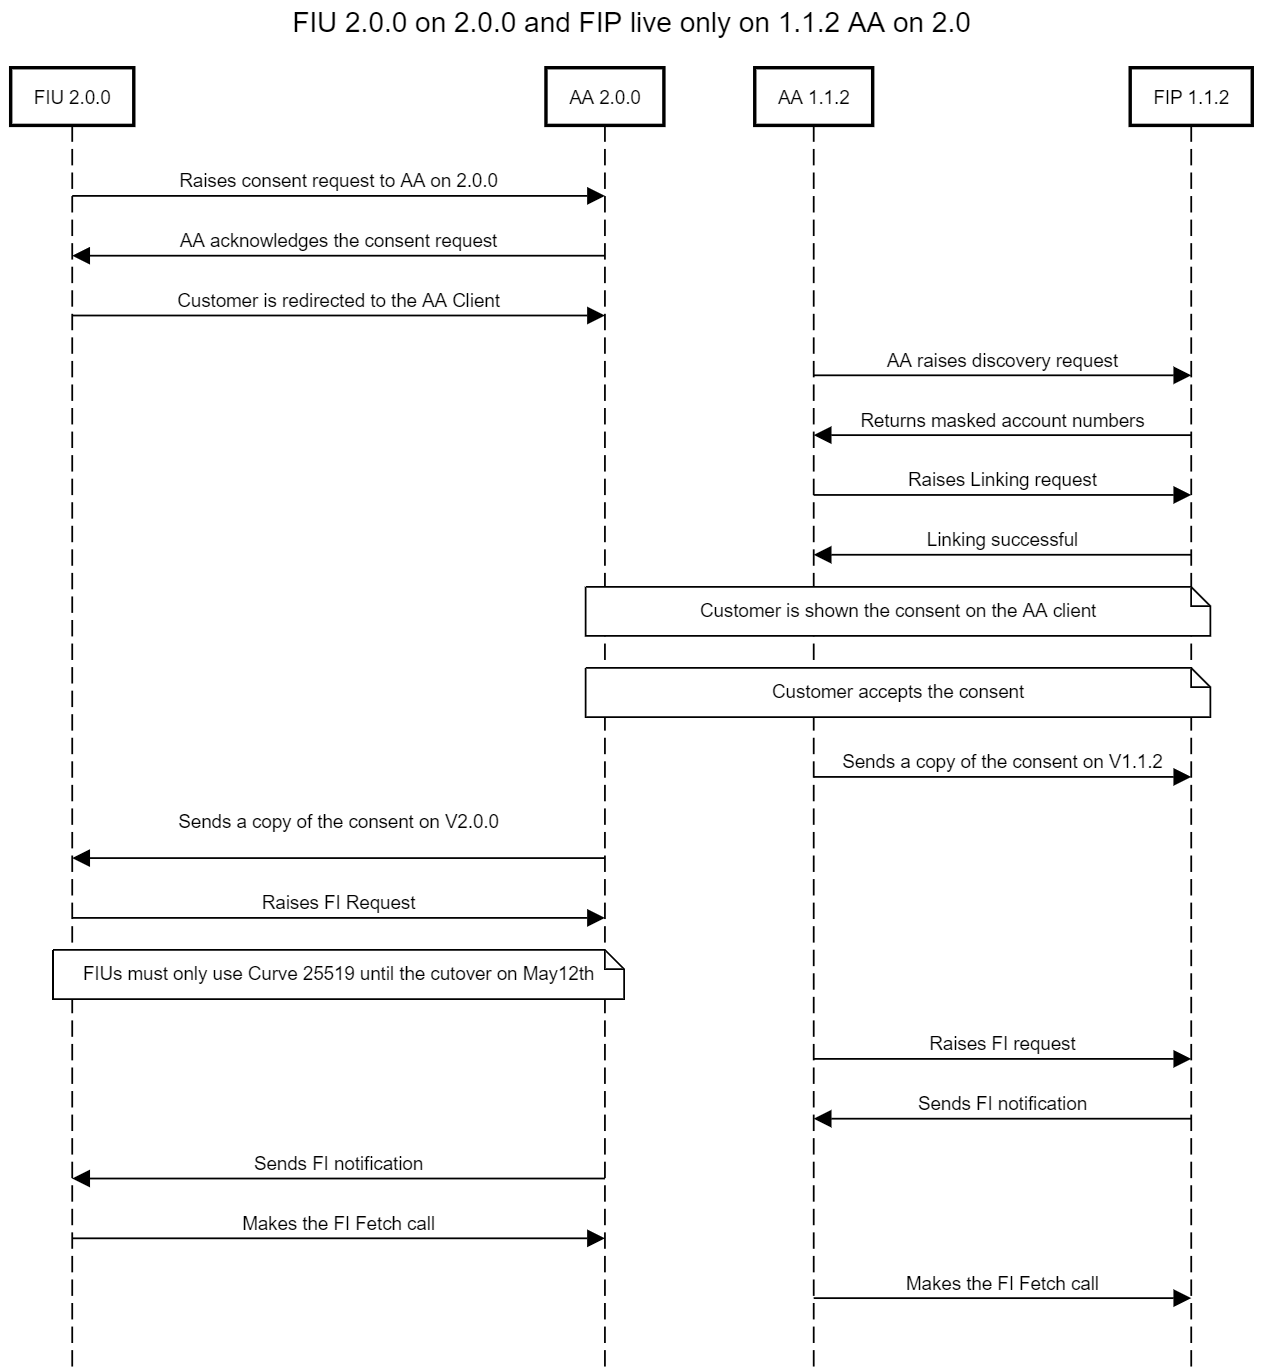 FIU 2.0.0 on 2.0.0 and FIP live only on 1.1.2 AA on 2.0
FIU 2.0.0
AA 2.0.0
AA 1.1.2
FIP 1.1.2
Raises consent request to AA on 2.0.0
AA acknowledges the consent request
Customer is redirected to the AA Client
AA raises discovery request
Returns masked account numbers
Raises Linking request
Linking successful
Customer is shown the consent on the AA client
Customer accepts the consent
Sends a copy of the consent on V1.1.2
Sends a copy of the consent on V2.0.0
Raises FI Request
FIUs must only use Curve 25519 until the cutover on May12th
Raises FI request
Sends FI notification
Sends FI notification
Makes the FI Fetch call
Makes the FI Fetch call